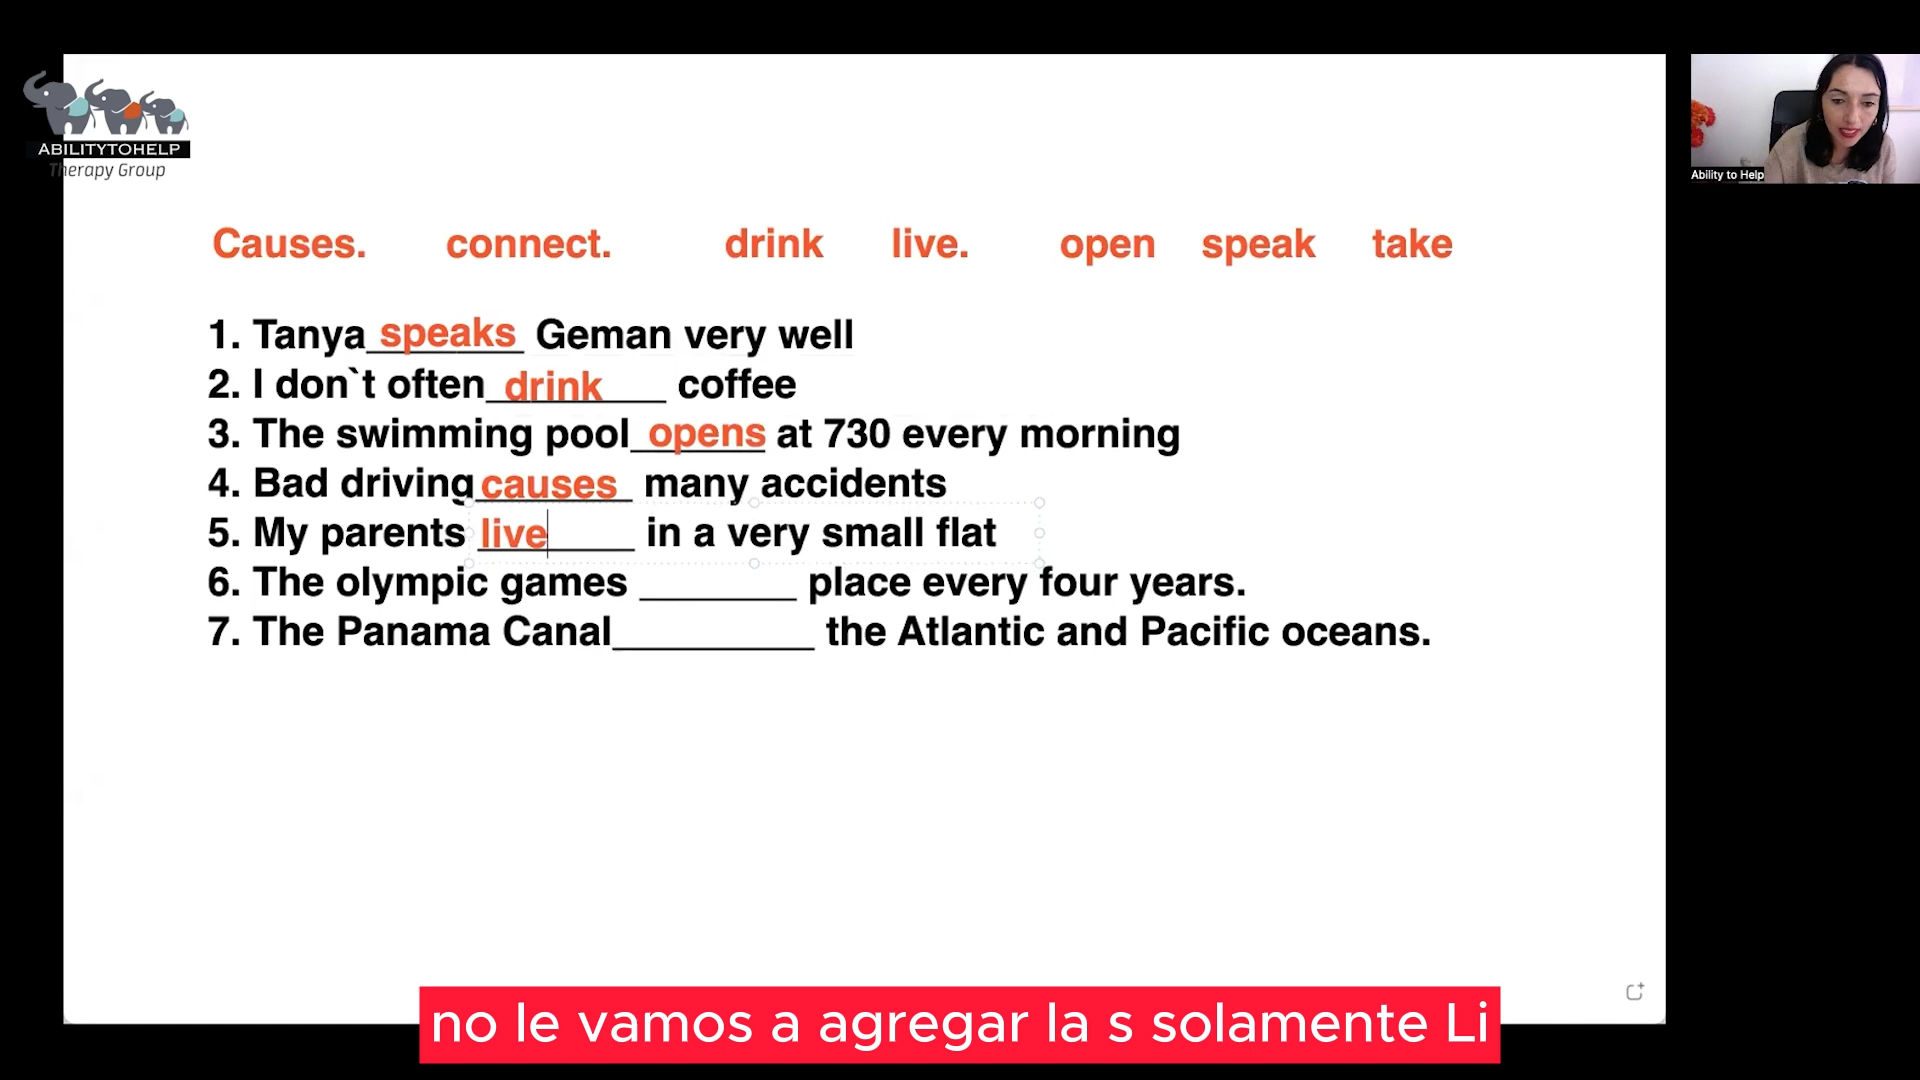 ABILITYTOHELP
Therapy Group
Ability to Help
Causes. connect. drink live. open speak take
1. Tanya speaks Geman very well
2. I don`t often drink coffee
3. The swimming pool opens at 730 every morning
4. Bad driving causes many accidents
5. My parents live in a very small flat
6. The olympic games ________ place every four years.
7. The Panama Canal__________ the Atlantic and Pacific oceans.
no le vamos a agregar la s solamente Li